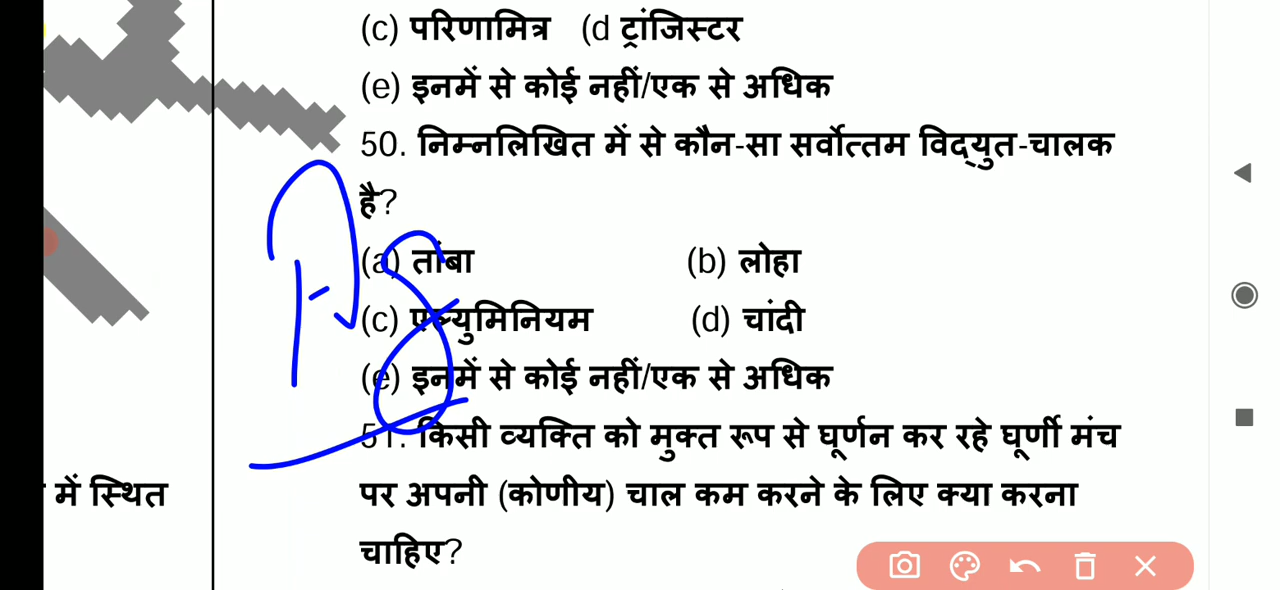 (c) परिणामित्र (d ट्रांजिस्टर
(e) इनमें से कोई नहीं/एक से अधिक
50. निम्नलिखित में से कौन-सा सर्वोत्तम विद्युत-चालक
है?
(a) तांबा (b) लोहा
(c) एल्युमिनियम (d) चांदी
(e) इनमें से कोई नहीं/एक से अधिक
51. किसी व्यक्ति को मुक्त रूप से घूर्णन कर रहे घूर्णी मंच
में स्थित
पर अपनी (कोणीय) चाल कम करने के लिए क्या करना
चाहिए?